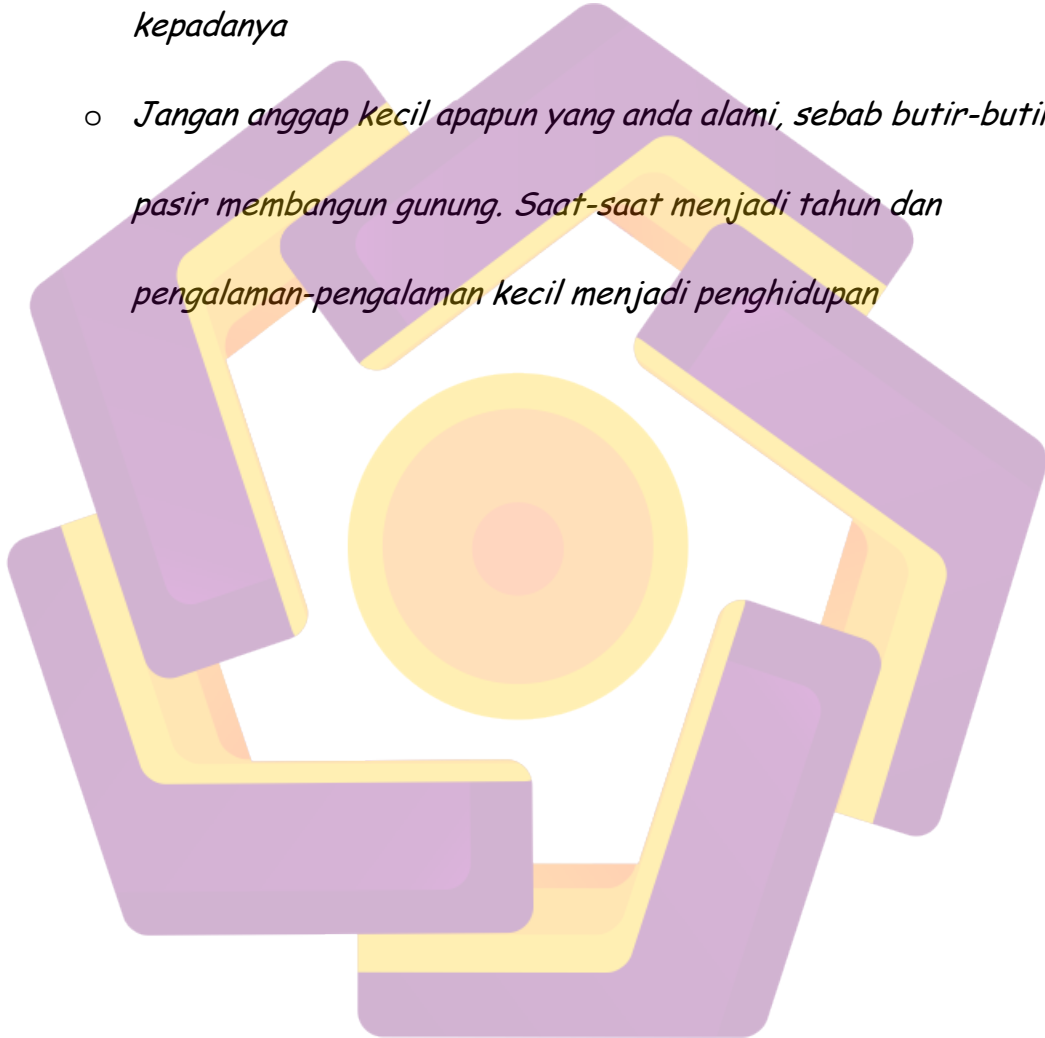 kepadanya
o Jangan anggap kecil apapun yang anda alami, sebab butir-butir
pasir membangun gunung. Saat-saat menjadi tahun dan
pengalaman-pengalaman kecil menjadi penghidupan